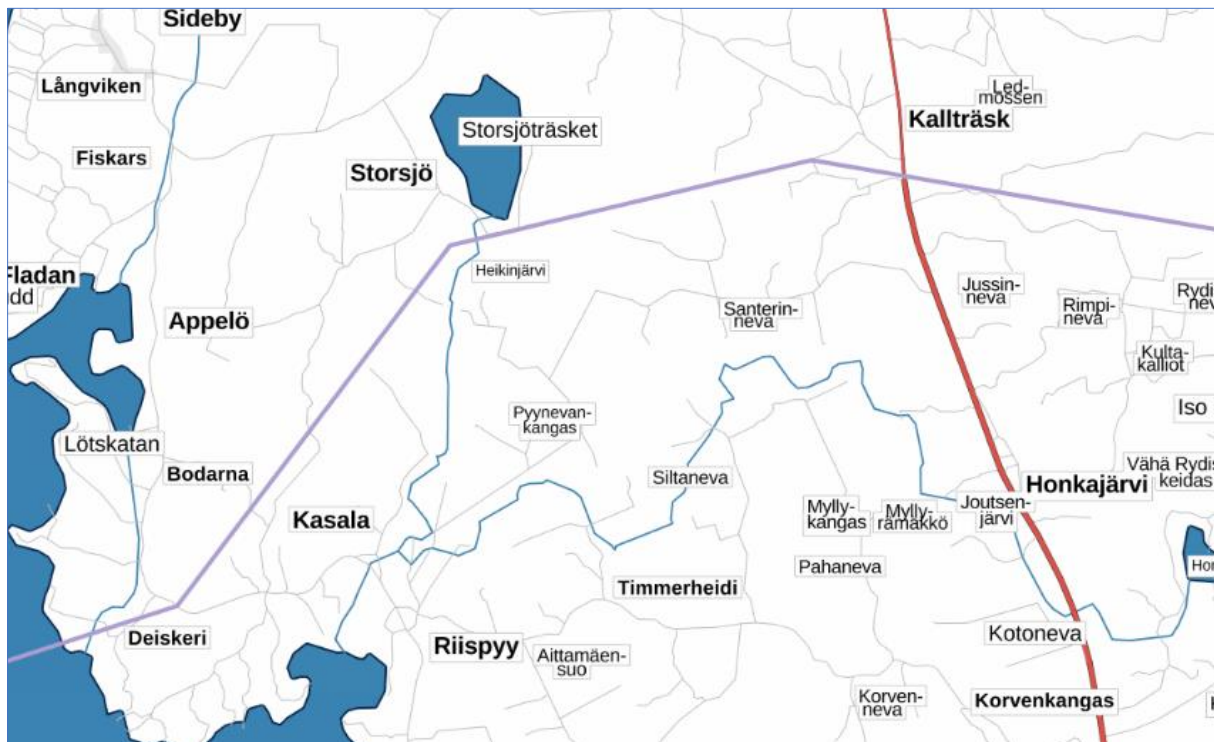 Sideby
Långviken
Led-
mossen
Kallträsk
Storsjöträsket
Fiskars
Storsjö
Fladan
Heikinjärvi
Jussin-
neva
Rimpi-
neva
Santerin-
neva
Appelö
Kulta-
kalliot
Iso
Pyynevan-
kangas
Lötskatan
Bodarna
Siltaneva
Honkajärvi
Vähä Rydis
keidas
Kasala
Mylly-
kangas
Mylly-
rämäkkö
Joutsen-
järvi
Pahaneva
Timmerheidi
Deiskeri
Kotoneva
Riispyy
Aittamäen-
suo
Korven-
neva
Korvenkangas